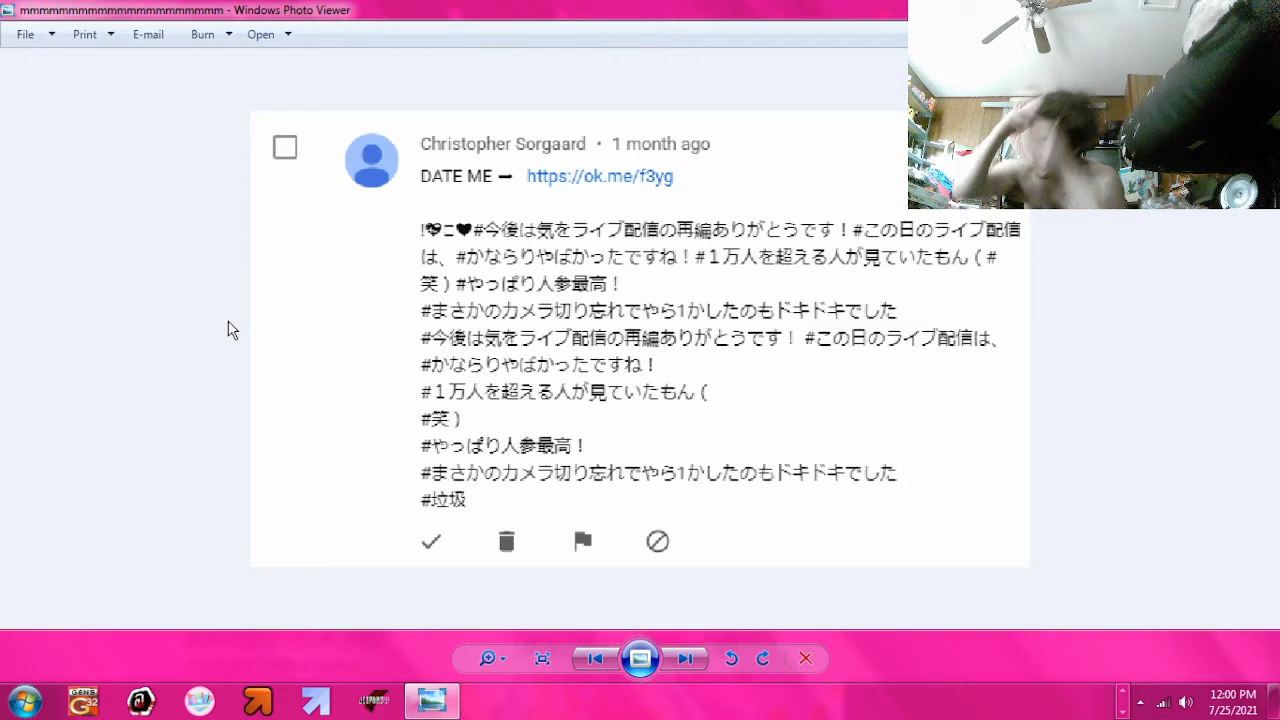 mmmmmmmmmmmmmmmmmmmmm - Windows Photo Viewer
File Print E-mail Burn Open
Christopher Sorgaard • 1 month ago
DATE ME ➞ https://ok.me/f3yg
!💖ニ♥#今後は気をライブ配信の再編ありがとうです！#この日のライブ配信
は、#かならりやばかったですね！#１万人を超える人が見ていたもん（#
笑）#やっぱり人参最高！
#まさかのカメラ切り忘れでやら1かしたのもドキドキでした
#今後は気をライブ配信の再編ありがとうです！ #この日のライブ配信は、
#かならりやばかったですね！
#１万人を超える人が見ていたもん（
#笑）
#やっぱり人参最高！
#まさかのカメラ切り忘れでやら1かしたのもドキドキでした
#垃圾
GENS
32
12:00 PM
7/25/2021